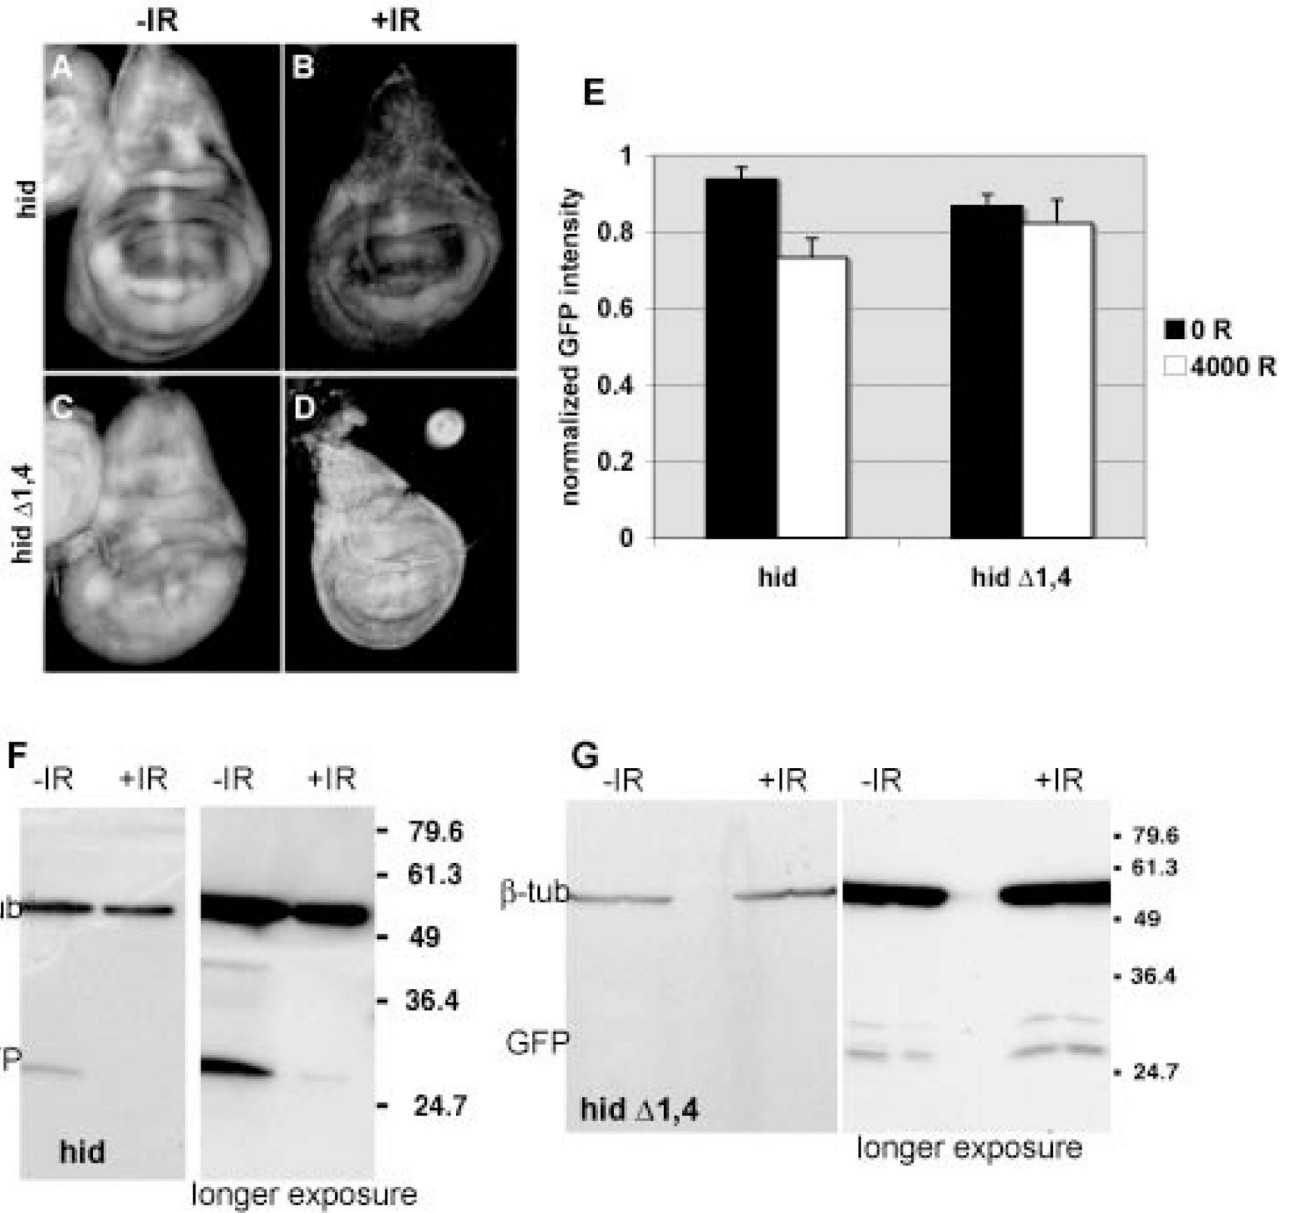 -IR +IR
A
B
hid
C
D
hid Δ1,4
E
normalized GFP intensity
1
0.8
0.6
0.4
0.2
0
hid
hid Δ1,4
0 R
4000 R
F
-IR +IR -IR +IR
ub
P
79.6
61.3
49
36.4
24.7
hid
longer exposure
G
-IR +IR -IR +IR
β-tub
GFP
79.6
61.3
49
36.4
24.7
hid Δ1,4
longer exposure